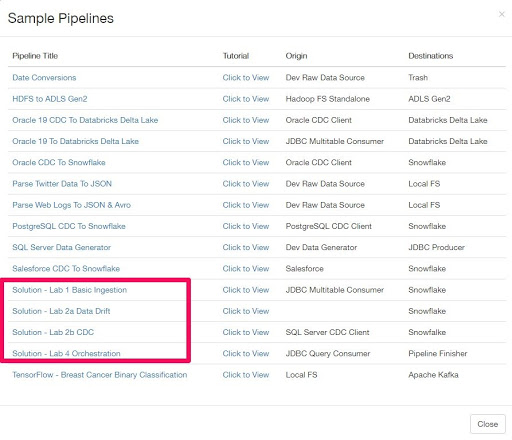 Sample Pipelines ×
Pipeline Title Tutorial Origin Destinations
Date Conversions Click to View Dev Raw Data Source Trash
HDFS to ADLS Gen2 Click to View Hadoop FS Standalone ADLS Gen2
Oracle 19 CDC To Databricks Delta Lake Click to View Oracle CDC Client Databricks Delta Lake
Oracle 19 To Databricks Delta Lake Click to View JDBC Multitable Consumer Databricks Delta Lake
Oracle CDC To Snowflake Click to View Oracle CDC Client Snowflake
Parse Twitter Data To JSON Click to View Dev Raw Data Source Local FS
Parse Web Logs To JSON & Avro Click to View Dev Raw Data Source Local FS
PostgreSQL CDC To Snowflake Click to View PostgreSQL CDC Client Snowflake
SQL Server Data Generator Click to View Dev Data Generator JDBC Producer
Salesforce CDC To Snowflake Click to View Salesforce Snowflake
Solution - Lab 1 Basic Ingestion Click to View JDBC Multitable Consumer Snowflake
Solution - Lab 2a Data Drift Click to View Snowflake
Solution - Lab 2b CDC Click to View SQL Server CDC Client Snowflake
Solution - Lab 4 Orchestration Click to View JDBC Query Consumer Pipeline Finisher
TensorFlow - Breast Cancer Binary Classification Click to View Local FS Apache Kafka
Close